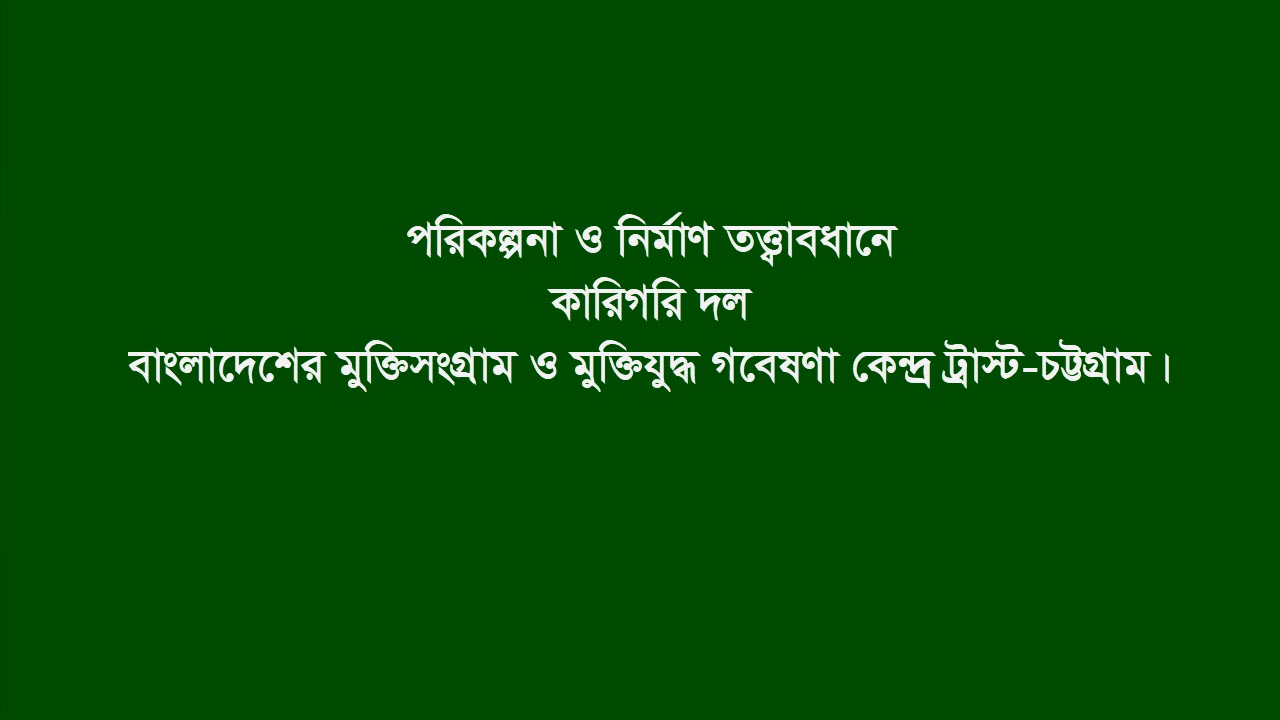 পরিকল্পনা ও নির্মাণ তত্ত্বাবধানে
কারিগরি দল
বাংলাদেশের মুক্তিসংগ্রাম ও মুক্তিযুদ্ধ গবেষণা কেন্দ্র ট্রাস্ট-চট্টগ্রাম।